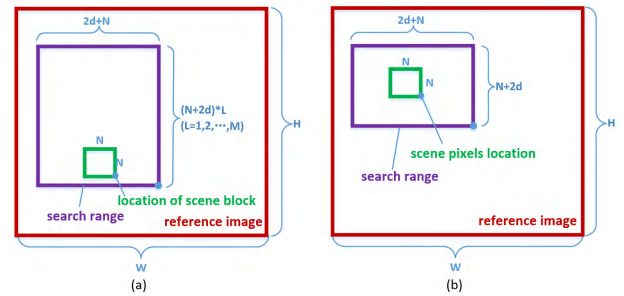 2d+N
N
N
(N+2d)*L
(L=1,2,⋯,M)
H
location of scene block
search range
reference image
W
(a)
2d+N
N
N
N+2d
H
scene pixels location
search range
reference image
W
(b)